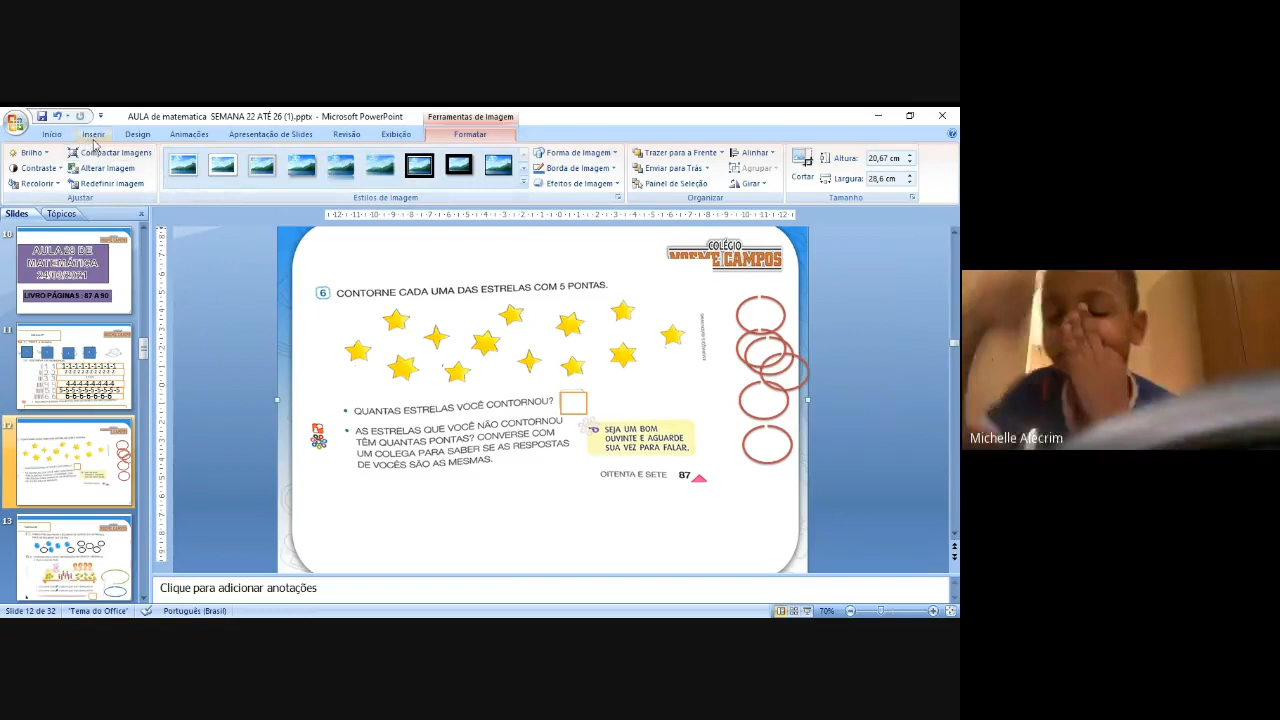 AULA de matematica SEMANA 22 ATÉ 26 (1).pptx - Microsoft PowerPoint
Ferramentas de Imagem
Início Inserir Design Animações Apresentação de Slides Revisão Exibição Formatar
Brilho Compactar Imagens
Contraste Alterar Imagem
Recolorir Redefinir Imagem
Ajustar
Estilos de Imagem
Forma de Imagem
Borda de Imagem
Efeitos de Imagem
Trazer para a Frente Alinhar
Enviar para Trás Agrupar
Painel de Seleção Girar
Organizar
Cortar
Altura: 20,67 cm
Largura: 28,6 cm
Tamanho
Slides Tópicos
10
AULA 28 DE
MATEMÁTICA
LIVRO PÁGINAS : 87 A 90
11
12
13
COLÉGIO
NOEME CAMPOS
6 CONTORNE CADA UMA DAS ESTRELAS COM 5 PONTAS.
• QUANTAS ESTRELAS VOCÊ CONTORNOU?
• AS ESTRELAS QUE VOCÊ NÃO CONTORNOU
TÊM QUANTAS PONTAS? CONVERSE COM
UM COLEGA PARA SABER SE AS RESPOSTAS
DE VOCÊS SÃO AS MESMAS.
SEJA UM BOM
OUVINTE E AGUARDE
SUA VEZ PARA FALAR.
OITENTA E SETE 87
Clique para adicionar anotações
Slide 12 de 32 "Tema do Office" Português (Brasil) 70%
Michelle Alecrim